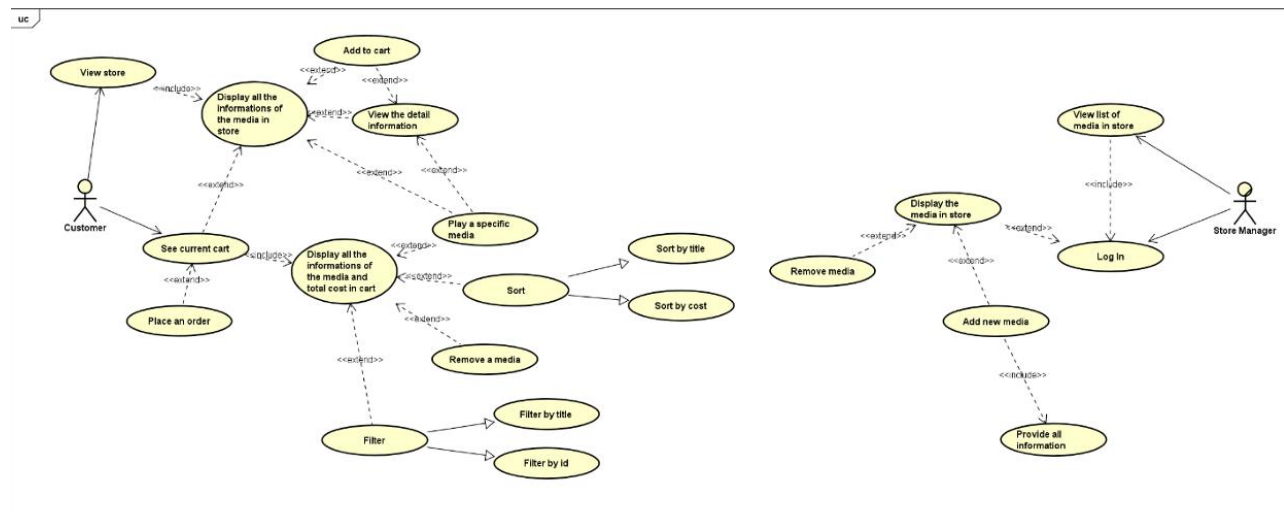 uc
Add to cart
View store
<<extend>>
<<extend>>
<<include>>
Display all the
informations of
the media in
store
<<extend>>
View the detail
information
View list of
media in store
<<extend>>
<<extend>>
<<extend>>
<<include>>
Customer
Display the
media in store
Store Manager
Play a specific
media
<<extend>>
See current cart
<<include>>
Display all the
informations of
the media and
total cost in cart
<<extend>>
Sort by title
<<extend>>
Log In
Remove media
<<extend>>
<<extend>>
<<extend>>
Sort
Sort by cost
Place an order
<<extend>>
Add new media
<<extend>>
Remove a media
<<include>>
Filter by title
Filter
Provide all
information
Filter by id